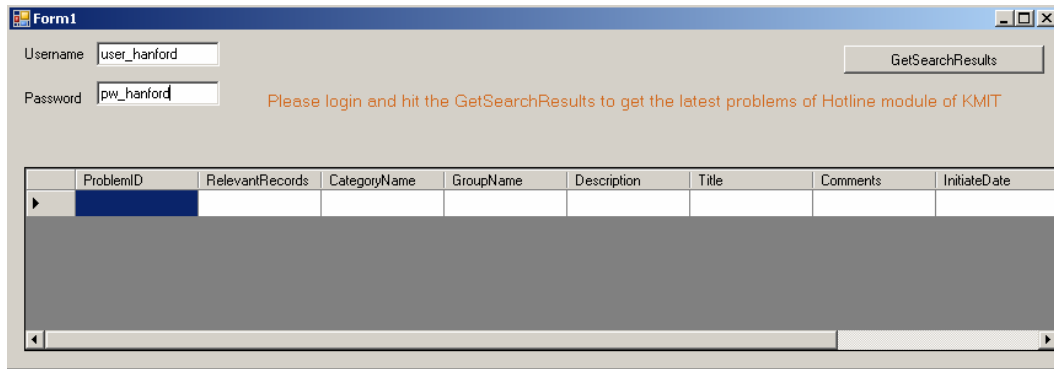 Form1
Username user_hanford GetSearchResults
Password pw_hanford Please login and hit the GetSearchResults to get the latest problems of Hotline module of KMIT
ProblemID RelevantRecords CategoryName GroupName Description Title Comments InitiateDate